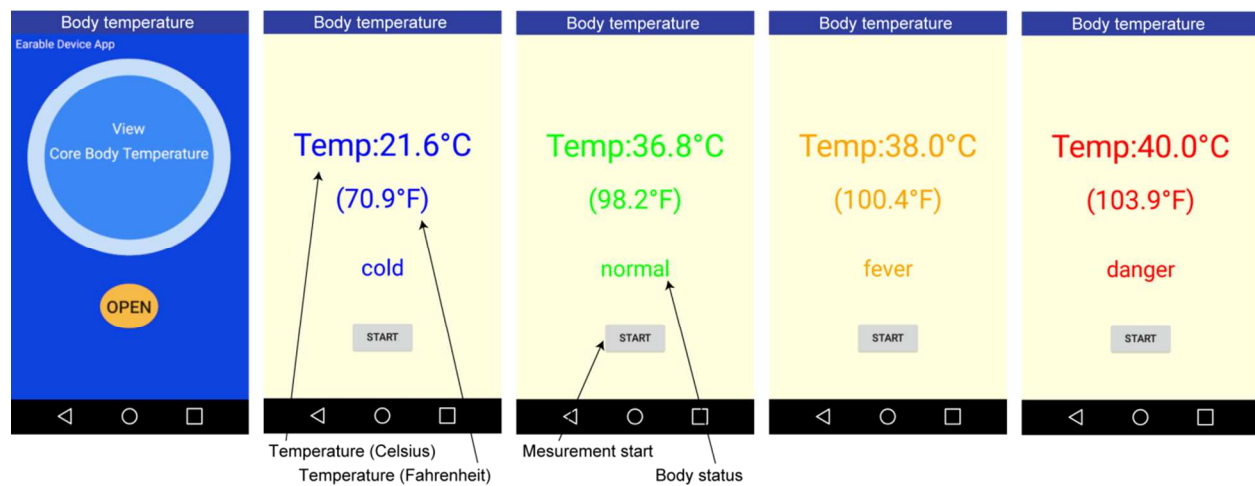 Body temperature
Earable Device App
View
Core Body Temperature
OPEN
Body temperature
Temp:21.6°C
(70.9°F)
cold
START
Body temperature
Temp:36.8°C
(98.2°F)
normal
START
Body temperature
Temp:38.0°C
(100.4°F)
fever
START
Body temperature
Temp:40.0°C
(103.9°F)
danger
START
Temperature (Celsius)
Temperature (Fahrenheit)
Mesurement start
Body status